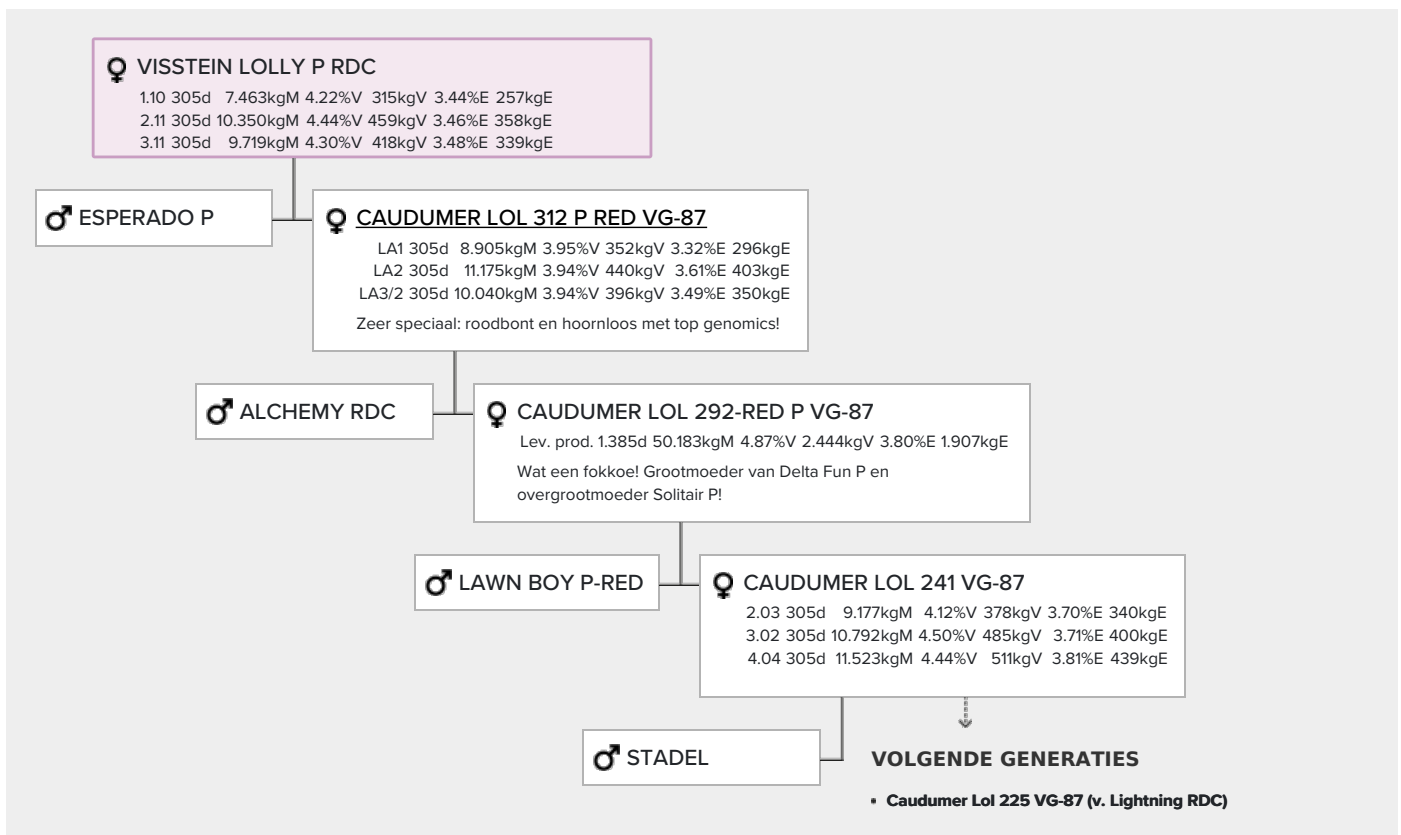 VISSTEIN LOLLY P RDC
1.10 305d 7.463kgM 4.22%V 315kgV 3.44%E 257kgE
2.11 305d 10.350kgM 4.44%V 459kgV 3.46%E 358kgE
3.11 305d 9.719kgM 4.30%V 418kgV 3.48%E 339kgE
ESPERADO P
CAUDUMER LOL 312 P RED VG-87
LA1 305d 8.905kgM 3.95%V 352kgV 3.32%E 296kgE
LA2 305d 11.175kgM 3.94%V 440kgV 3.61%E 403kgE
LA3/2 305d 10.040kgM 3.94%V 396kgV 3.49%E 350kgE
Zeer speciaal: roodbont en hoornloos met top genomics!
ALCHEMY RDC
CAUDUMER LOL 292-RED P VG-87
Lev. prod. 1.385d 50.183kgM 4.87%V 2.444kgV 3.80%E 1.907kgE
Wat een fokkoe! Grootmoeder van Delta Fun P en
overgrootmoeder Solitair P!
LAWN BOY P-RED
CAUDUMER LOL 241 VG-87
2.03 305d 9.177kgM 4.12%V 378kgV 3.70%E 340kgE
3.02 305d 10.792kgM 4.50%V 485kgV 3.71%E 400kgE
4.04 305d 11.523kgM 4.44%V 511kgV 3.81%E 439kgE
STADEL
VOLGENDE GENERATIES
• Caudumer Lol 225 VG-87 (v. Lightning RDC)